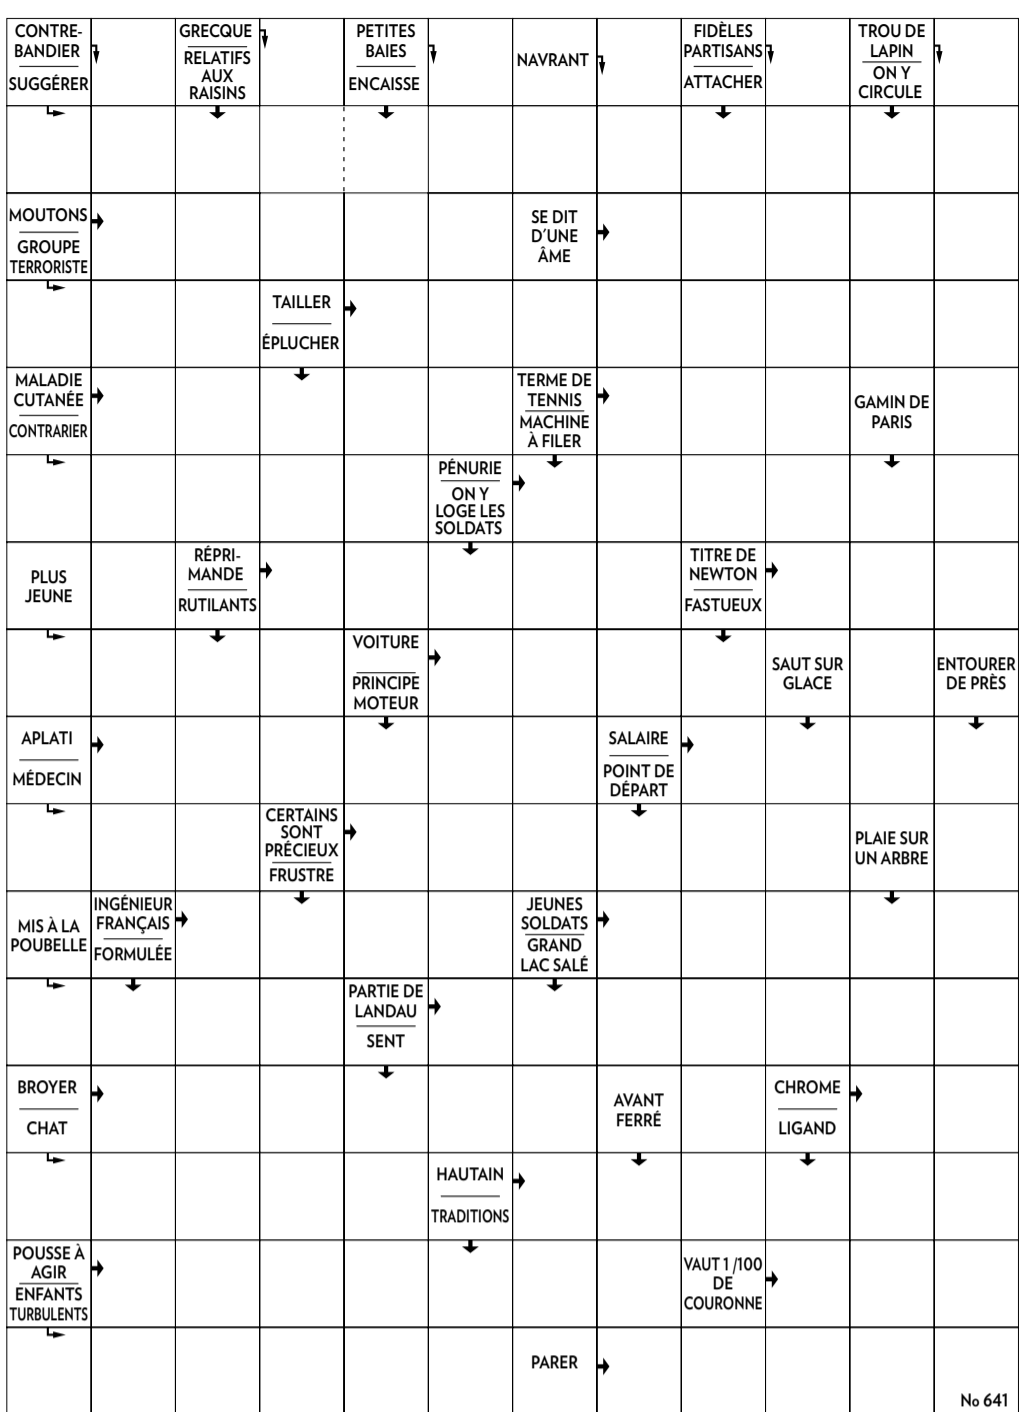 CONTRE-
BANDIER
SUGGÉRER
GRECQUE
RELATIFS
AUX
RAISINS
PETITES
BAIES
ENCAISSE
NAVRANT
FIDÈLES
PARTISANS
ATTACHER
TROU DE
LAPIN
ON Y
CIRCULE
MOUTONS
GROUPE
TERRORISTE
SE DIT
D'UNE
ÂME
TAILLER
ÉPLUCHER
MALADIE
CUTANÉE
CONTRARIER
TERME DE
TENNIS
MACHINE
À FILER
GAMIN DE
PARIS
PÉNURIE
ON Y
LOGE LES
SOLDATS
PLUS
JEUNE
RÉPRI-
MANDE
RUTILANTS
TITRE DE
NEWTON
FASTUEUX
VOITURE
PRINCIPE
MOTEUR
SAUT SUR
GLACE
ENTOURER
DE PRÈS
APLATI
MÉDECIN
SALAIRE
POINT DE
DÉPART
CERTAINS
SONT
PRÉCIEUX
FRUSTRE
PLAIE SUR
UN ARBRE
MIS À LA
POUBELLE
INGÉNIEUR
FRANÇAIS
FORMULÉE
JEUNES
SOLDATS
GRAND
LAC SALÉ
PARTIE DE
LANDAU
SENT
BROYER
CHAT
AVANT
FERRÉ
CHROME
LIGAND
HAUTAIN
TRADITIONS
POUSSE À
AGIR
ENFANTS
TURBULENTS
VAUT 1/100
DE
COURONNE
PARER
No 641